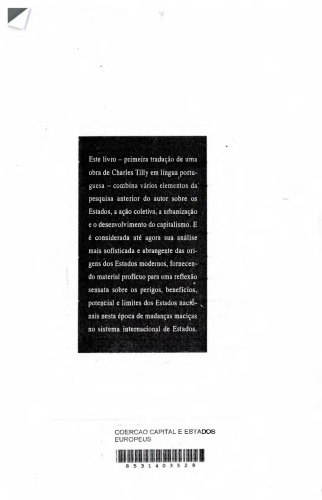 Este livro – primeira tradução de uma
obra de Charles Tilly em língua portu-
guesa – combina vários elementos da
pesquisa anterior do autor sobre os
Estados, a ação coletiva, a urbanização
e o desenvolvimento do capitalismo. E
é considerada até agora sua análise
mais sofisticada e abrangente das ori-
gens dos Estados modernos, fornecen-
do material profícuo para uma reflexão
sensata sobre os perigos, benefícios,
potencial e limites dos Estados nacio-
nais nesta época de mudanças maciças
no sistema internacional de Estados.
COERCAO CAPITAL E ESTADOS
EUROPEUS
8531403529